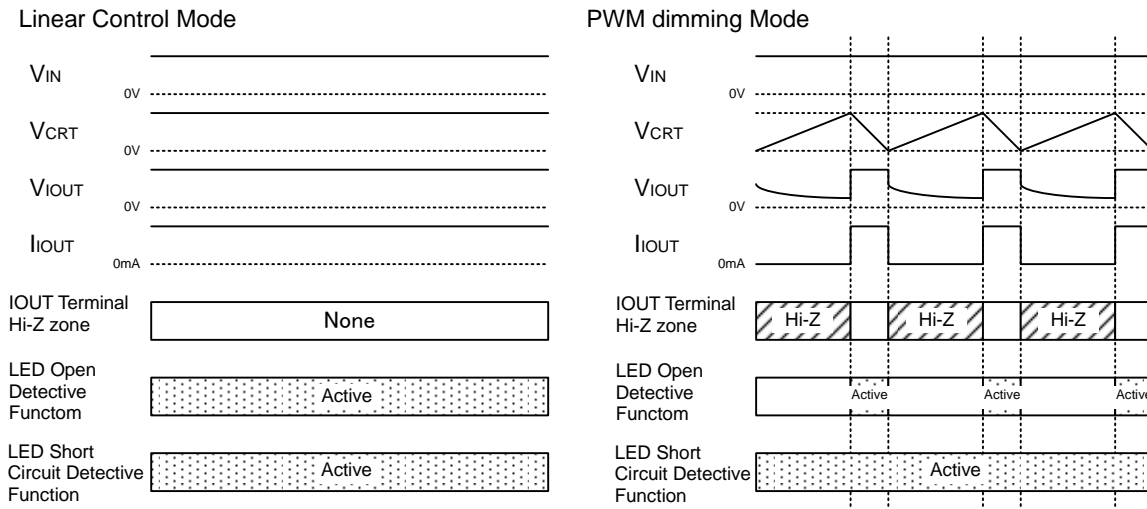 Linear Control Mode
VIN
0V
VCRT
0V
VIOUT
0V
IIOUT
0mA
IOUT Terminal
Hi-Z zone
None
LED Open
Detective
Functom
Active
LED Short
Circuit Detective
Function
Active
PWM dimming Mode
VIN
0V
VCRT
0V
VIOUT
0V
IIOUT
0mA
IOUT Terminal
Hi-Z zone
Hi-Z Hi-Z Hi-Z
LED Open
Detective
Functom
Active Active Active
LED Short
Circuit Detective
Function
Active